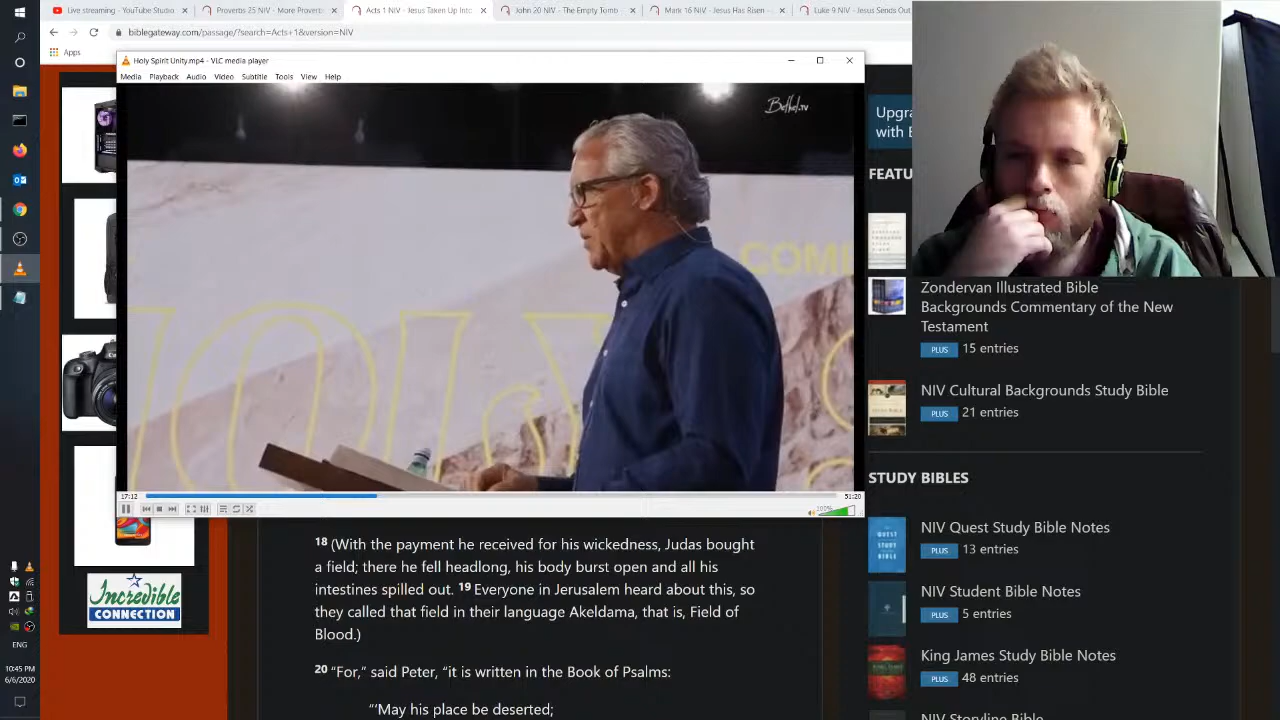 Live streaming - YouTube Studio
Proverbs 25 NIV - More Proverbs
Acts 1 NIV - Jesus Taken Up Into
John 20 NIV - The Empty Tomb
Mark 16 NIV - Jesus Has Risen
Luke 9 NIV - Jesus Sends Out
biblegateway.com/passage/?search=Acts+1&version=NIV
Apps
Holy Spirit Unity.mp4 - VLC media player
Media Playback Audio Video Subtitle Tools View Help
Bethel.TV
Upgra
with B
FEATU
COMI
HOLY
Zondervan Illustrated Bible
Backgrounds Commentary of the New
Testament
PLUS 15 entries
NIV Cultural Backgrounds Study Bible
PLUS 21 entries
STUDY BIBLES
17:12
51:20
100%
NIV Quest Study Bible Notes
PLUS 13 entries
NIV Student Bible Notes
PLUS 5 entries
King James Study Bible Notes
PLUS 48 entries
NIV Storyline Bible
18 (With the payment he received for his wickedness, Judas bought
a field; there he fell headlong, his body burst open and all his
intestines spilled out. 19 Everyone in Jerusalem heard about this, so
they called that field in their language Akeldama, that is, Field of
Blood.)
20 “For,” said Peter, “it is written in the Book of Psalms:
“‘May his place be deserted;
Incredible
CONNECTION
ENG
10:45 PM
6/6/2020